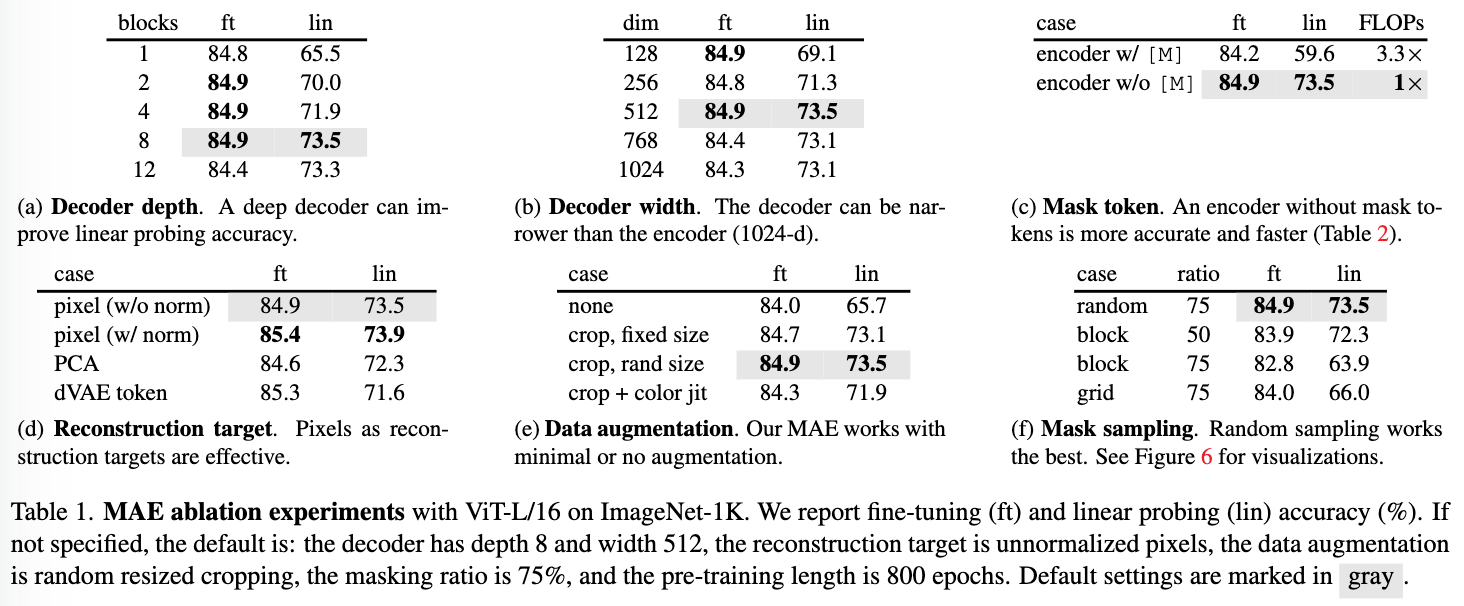 blocks ft lin
1 84.8 65.5
2 84.9 70.0
4 84.9 71.9
8 84.9 73.5
12 84.4 73.3
(a) Decoder depth. A deep decoder can im-
prove linear probing accuracy.
dim ft lin
128 84.9 69.1
256 84.8 71.3
512 84.9 73.5
768 84.4 73.1
1024 84.3 73.1
(b) Decoder width. The decoder can be nar-
rower than the encoder (1024-d).
case ft lin FLOPs
encoder w/ [M] 84.2 59.6 3.3×
encoder w/o [M] 84.9 73.5 1×
(c) Mask token. An encoder without mask to-
kens is more accurate and faster (Table 2).
case ft lin
pixel (w/o norm) 84.9 73.5
pixel (w/ norm) 85.4 73.9
PCA 84.6 72.3
dVAE token 85.3 71.6
(d) Reconstruction target. Pixels as recon-
struction targets are effective.
case ft lin
none 84.0 65.7
crop, fixed size 84.7 73.1
crop, rand size 84.9 73.5
crop + color jit 84.3 71.9
(e) Data augmentation. Our MAE works with
minimal or no augmentation.
case ratio ft lin
random 75 84.9 73.5
block 50 83.9 72.3
block 75 82.8 63.9
grid 75 84.0 66.0
(f) Mask sampling. Random sampling works
the best. See Figure 6 for visualizations.
Table 1. MAE ablation experiments with ViT-L/16 on ImageNet-1K. We report fine-tuning (ft) and linear probing (lin) accuracy (%). If
not specified, the default is: the decoder has depth 8 and width 512, the reconstruction target is unnormalized pixels, the data augmentation
is random resized cropping, the masking ratio is 75%, and the pre-training length is 800 epochs. Default settings are marked in gray .